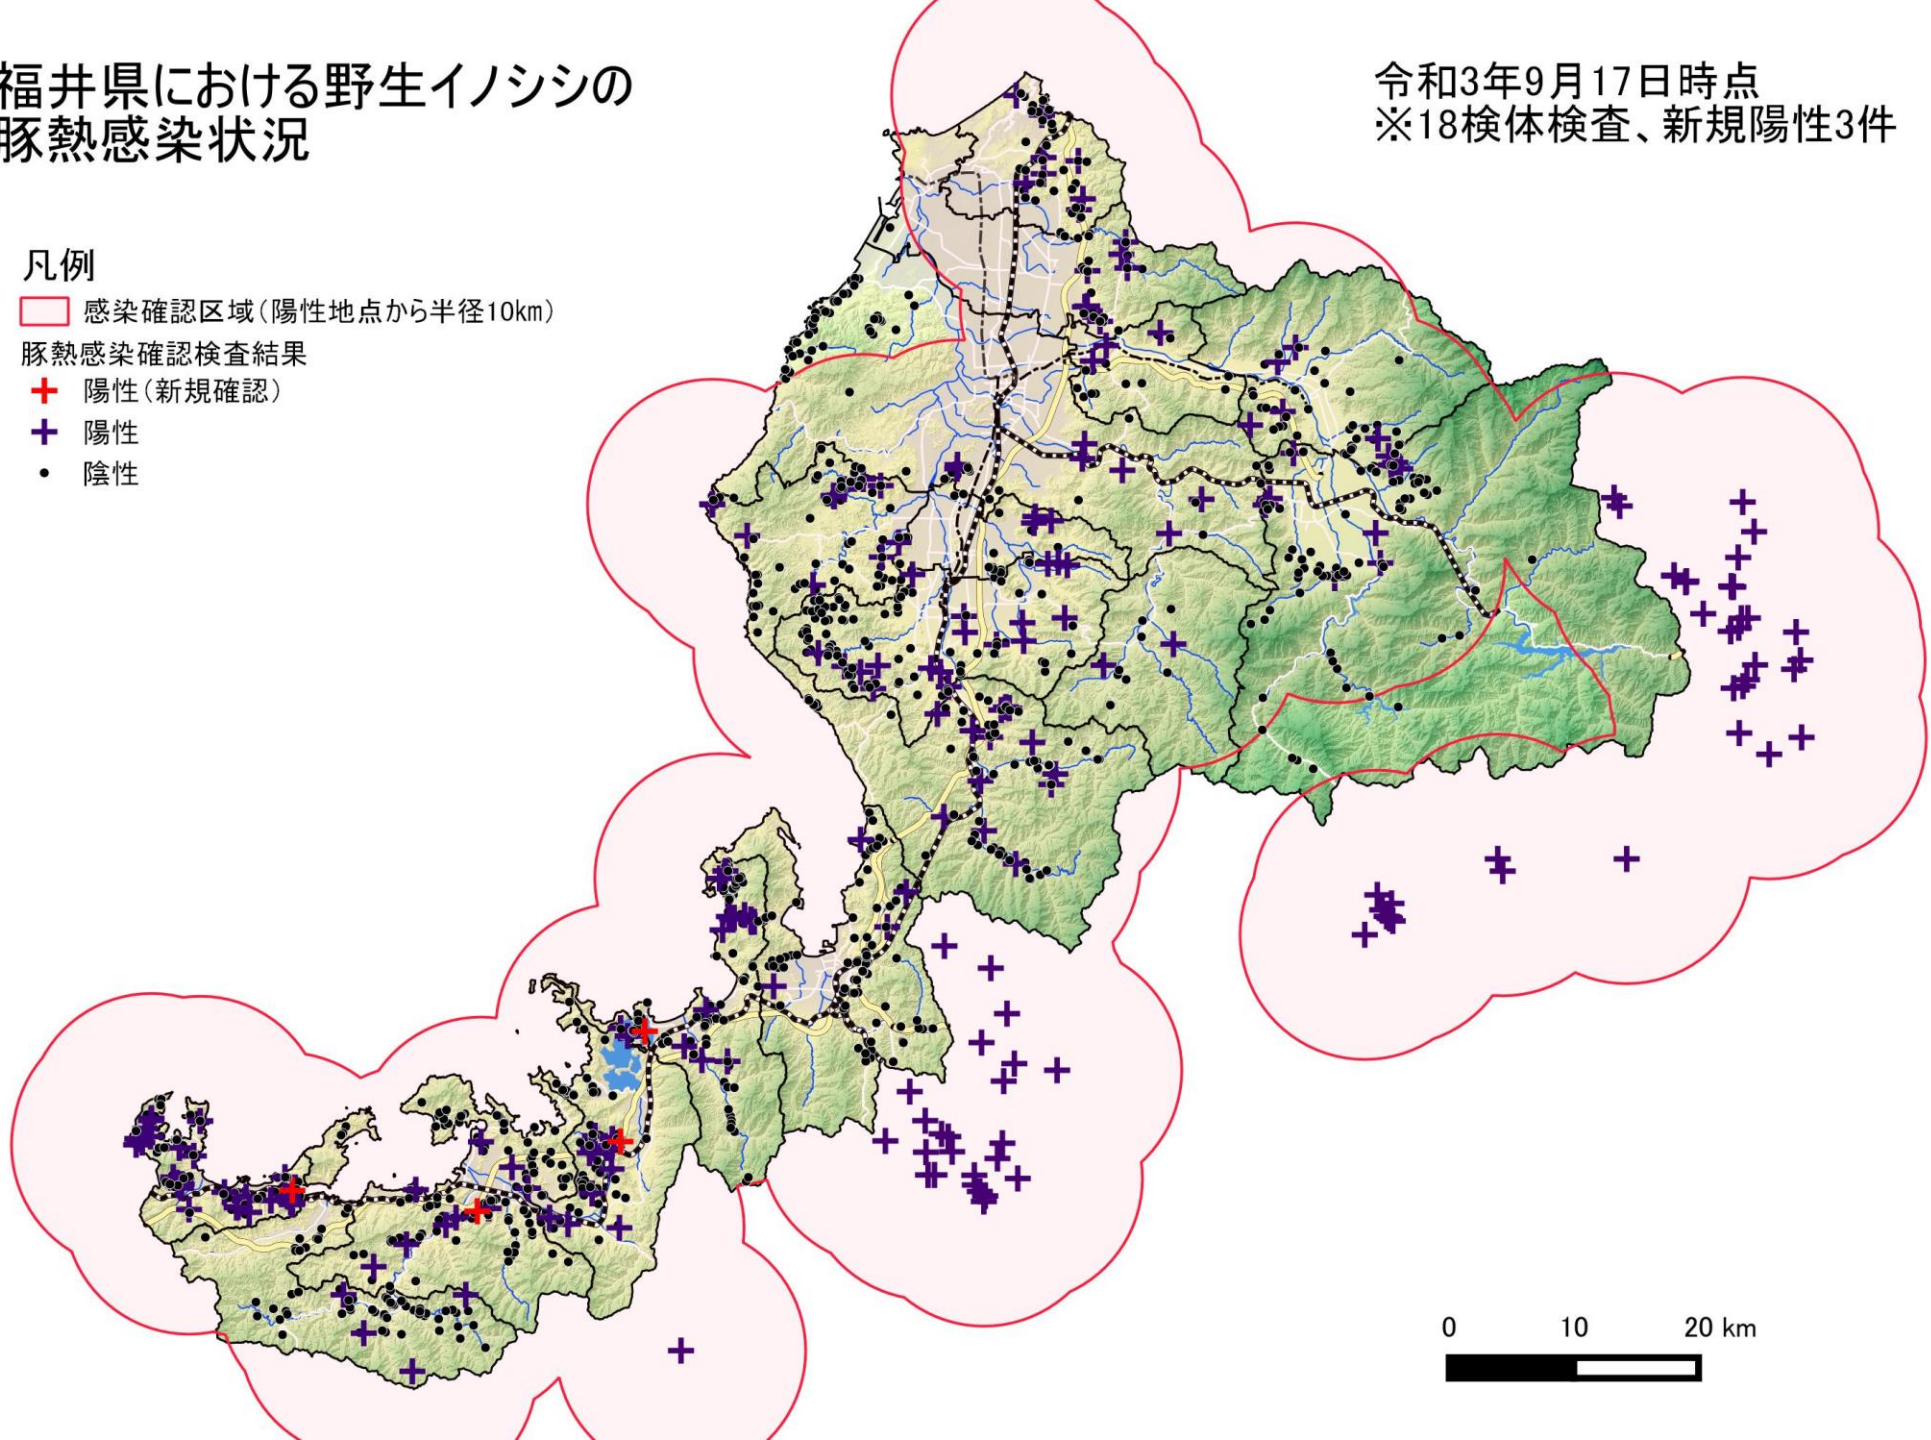 福井県における野生イノシシの
豚熱感染状況
令和3年9月17日時点
※18検体検査、新規陽性3件
凡例
感染確認区域（陽性地点から半径10km）
豚熱感染確認検査結果
陽性（新規確認）
陽性
陰性
0 10 20 km